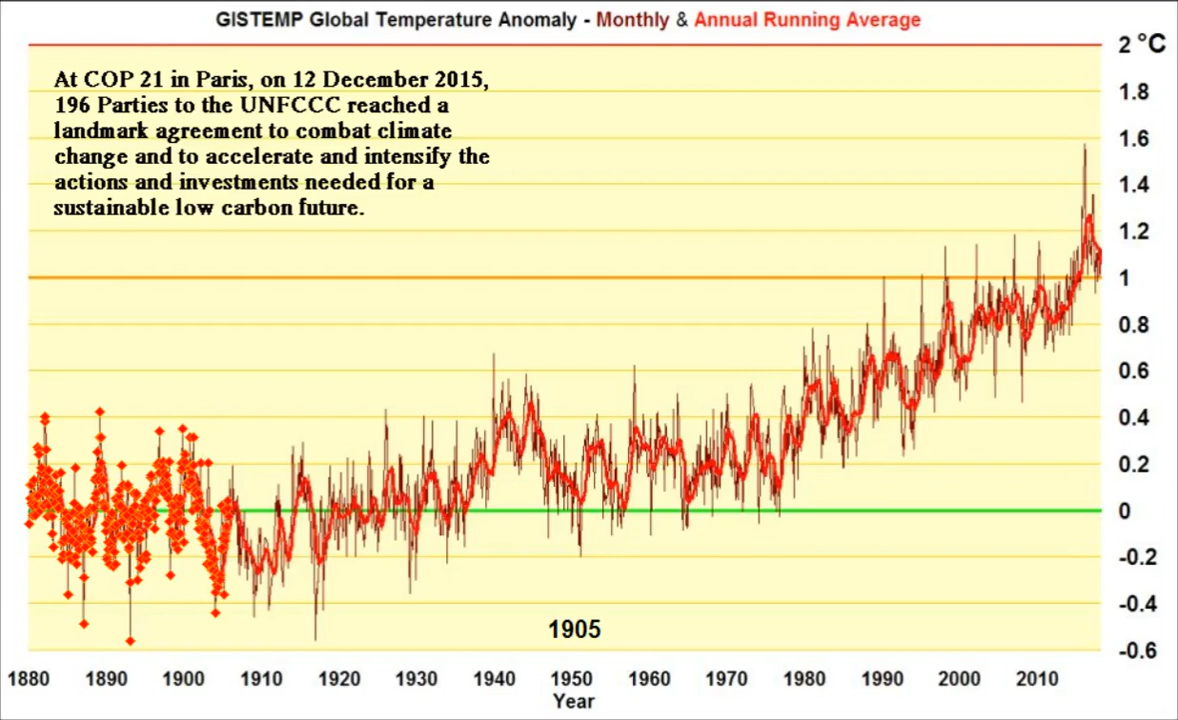 GISTEMP Global Temperature Anomaly - Monthly & Annual Running Average
2 °C
At COP 21 in Paris, on 12 December 2015,
196 Parties to the UNFCCC reached a
landmark agreement to combat climate
change and to accelerate and intensify the
actions and investments needed for a
sustainable low carbon future.
1.8
1.6
1.4
1.2
1
0.8
0.6
0.4
0.2
0
-0.2
-0.4
-0.6
1905
1880 1890 1900 1910 1920 1930 1940 1950 1960 1970 1980 1990 2000 2010
Year